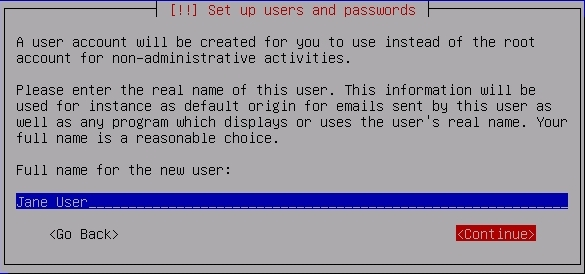 [!!] Set up users and passwords
A user account will be created for you to use instead of the root
account for non-administrative activities.
Please enter the real name of this user. This information will be
used for instance as default origin for emails sent by this user as
well as any program which displays or uses the user's real name. Your
full name is a reasonable choice.
Full name for the new user:
Jane User
<Go Back> <Continue>